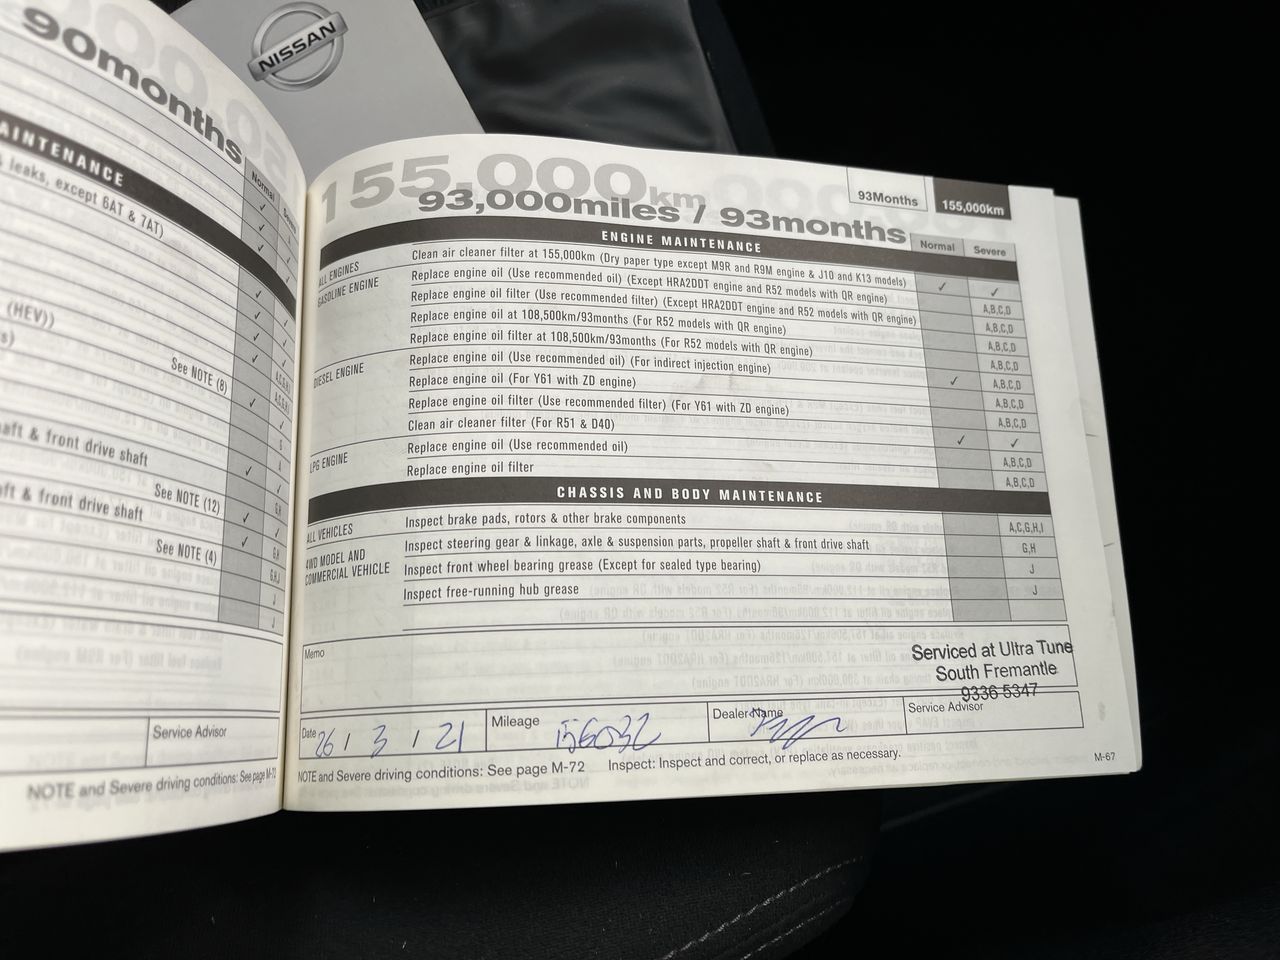 NISSAN
90months
AINTENANCE
Normal
Severe
leaks, except 6AT & 7AT)
(HEV))
s)
See NOTE (8)
aft & front drive shaft
See NOTE (12)
aft & front drive shaft
See NOTE (4)
Service Advisor
NOTE and Severe driving conditions: See page M-72
155,000km
93,000miles / 93months
93Months
155,000km
ENGINE MAINTENANCE
Normal
Severe
ALL ENGINES
Clean air cleaner filter at 155,000km (Dry paper type except M9R and R9M engine & J10 and K13 models) ✓ ✓
GASOLINE ENGINE
Replace engine oil (Use recommended oil) (Except HRA2DDT engine and R52 models with QR engine) A,B,C,D
Replace engine oil filter (Use recommended filter) (Except HRA2DDT engine and R52 models with QR engine) A,B,C,D
Replace engine oil at 108,500km/93months (For R52 models with QR engine) A,B,C,D
Replace engine oil filter at 108,500km/93months (For R52 models with QR engine) A,B,C,D
DIESEL ENGINE
Replace engine oil (Use recommended oil) (For indirect injection engine) ✓ A,B,C,D
Replace engine oil (For Y61 with ZD engine) A,B,C,D
Replace engine oil filter (Use recommended filter) (For Y61 with ZD engine) A,B,C,D
Clean air cleaner filter (For R51 & D40) ✓ ✓
LPG ENGINE
Replace engine oil (Use recommended oil) A,B,C,D
Replace engine oil filter A,B,C,D
CHASSIS AND BODY MAINTENANCE
ALL VEHICLES
Inspect brake pads, rotors & other brake components A,C,G,H,I
4WD MODEL AND
COMMERCIAL VEHICLE
Inspect steering gear & linkage, axle & suspension parts, propeller shaft & front drive shaft G,H
Inspect front wheel bearing grease (Except for sealed type bearing) J
Inspect free-running hub grease J
Memo
Serviced at Ultra Tune
South Fremantle
9336 5347
Date 26 / 3 / 21
Mileage 156032
Dealer Name
Service Advisor
NOTE and Severe driving conditions: See page M-72 Inspect: Inspect and correct, or replace as necessary.
M-67